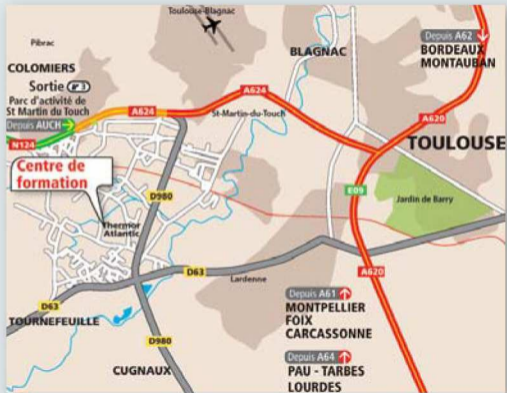 Toulouse-Blagnac
Depuis A62
BORDEAUX
MONTAUBAN
Pibrac
BLAGNAC
COLOMIERS
Sortie 3
Parc d'activité de
St Martin du Touch
A624
A624
St-Martin-du-Touch
A620
Depuis AUCH
N124
TOULOUSE
Centre de
formation
D980
E09
Jardin de Barry
Thermor
Atlantic
D63
Lardenne
A620
D63
TOURNEFEUILLE
Depuis A61
MONTPELLIER
FOIX
CARCASSONNE
D980
Depuis A64
PAU - TARBES
LOURDES
CUGNAUX